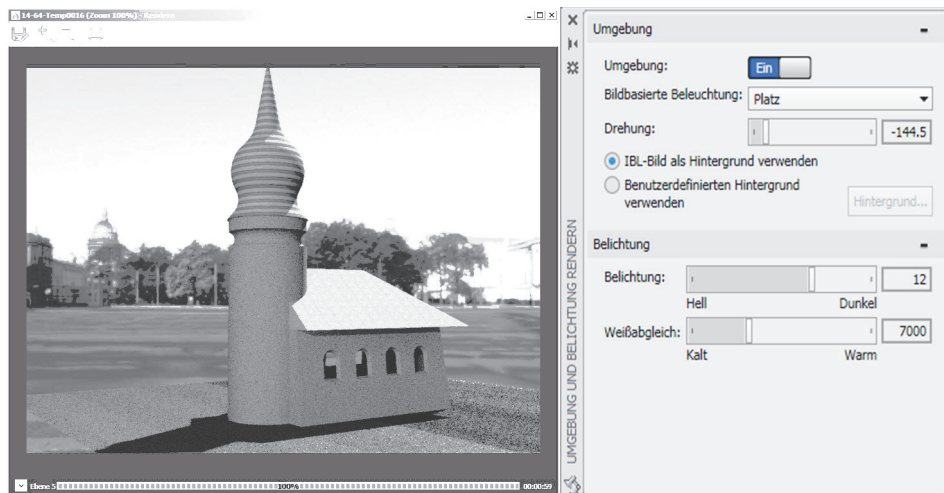 14-64-Temp0016 (Zoom 100%) - Rendern
Ebene 5
100%
00:00:59
UMGEBUNG UND BELICHTUNG RENDERN
Umgebung
Umgebung: Ein
Bildbasierte Beleuchtung: Platz
Drehung: -144.5
IBL-Bild als Hintergrund verwenden
Benutzerdefinierten Hintergrund
verwenden
Hintergrund...
Belichtung
Belichtung: 12
Hell Dunkel
Weißabgleich: 7000
Kalt Warm